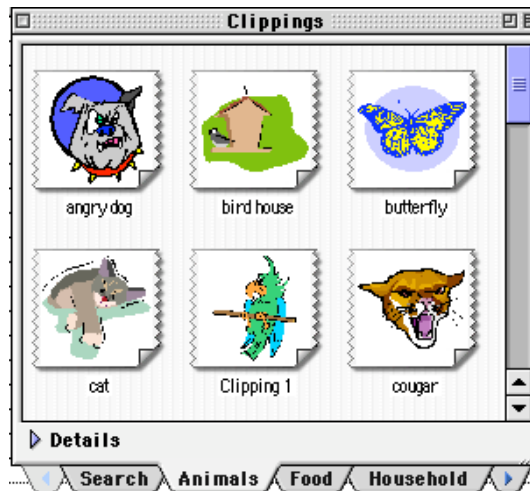 Clippings
angry dog
bird house
butterfly
cat
Clipping 1
cougar
Details
Search
Animals
Food
Household